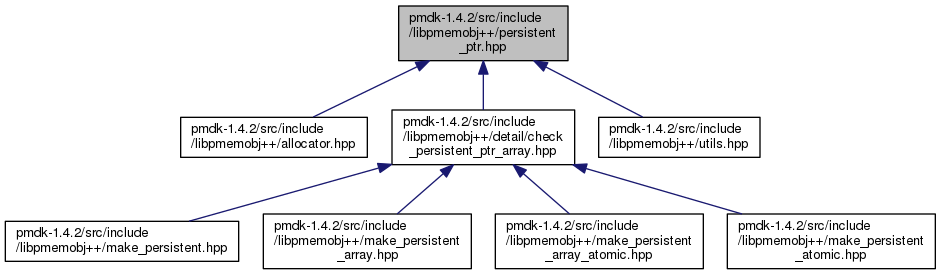 pmdk-1.4.2/src/include
/libpmemobj++/persistent
_ptr.hpp
pmdk-1.4.2/src/include
/libpmemobj++/allocator.hpp
pmdk-1.4.2/src/include
/libpmemobj++/detail/check
_persistent_ptr_array.hpp
pmdk-1.4.2/src/include
/libpmemobj++/utils.hpp
pmdk-1.4.2/src/include
/libpmemobj++/make_persistent.hpp
pmdk-1.4.2/src/include
/libpmemobj++/make_persistent
_array.hpp
pmdk-1.4.2/src/include
/libpmemobj++/make_persistent
_array_atomic.hpp
pmdk-1.4.2/src/include
/libpmemobj++/make_persistent
_atomic.hpp